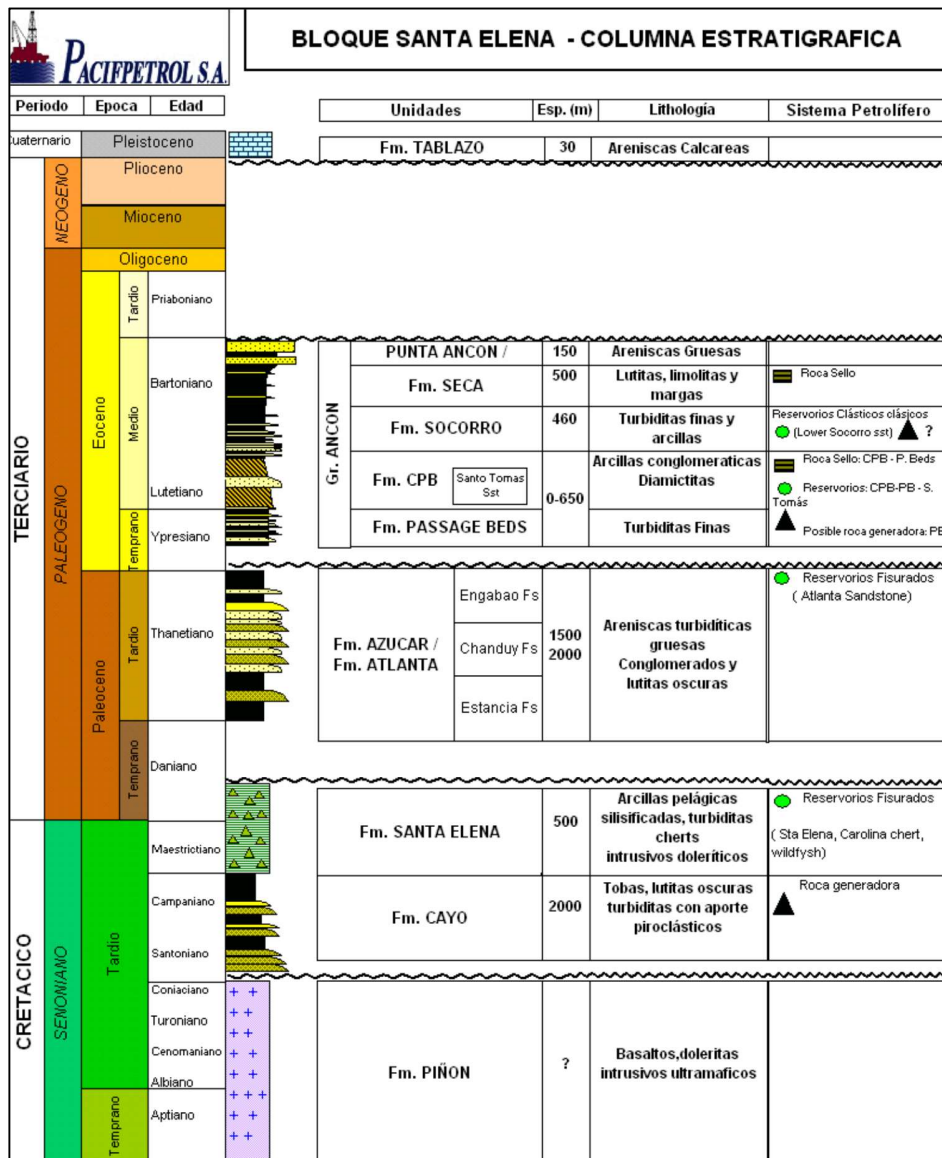 PACIFPETROL S.A.
BLOQUE SANTA ELENA - COLUMNA ESTRATIGRAFICA
Periodo Epoca Edad
Unidades Esp. (m) Lithología Sistema Petrolífero
Cuaternario Pleistoceno
Fm. TABLAZO 30 Areniscas Calcareas
TERCIARIO
NEOGENO
Plioceno
Mioceno
PALEOGENO
Oligoceno
Eoceno
Tardio
Priaboniano
Medio
Bartoniano
Lutetiano
Temprano
Ypresiano
Gr. ANCON
PUNTA ANCON / 150 Areniscas Gruesas
Fm. SECA 500 Lutitas, limolitas y
margas
Roca Sello
Fm. SOCORRO 460 Turbiditas finas y
arcillas
Reservorios Clásticos clásicos
(Lower Socorro sst) ?
Fm. CPB
Santo Tomas
Sst
0-650
Arcillas conglomeraticas
Diamictitas
Roca Sello: CPB - P. Beds
Reservorios: CPB-PB - S.
Tomás
Fm. PASSAGE BEDS Turbiditas Finas
Posible roca generadora: PB
Paleoceno
Tardio
Thanetiano
Temprano
Daniano
Fm. AZUCAR /
Fm. ATLANTA
Engabao Fs
Chanduy Fs
Estancia Fs
1500
2000
Areniscas turbidíticas
gruesas
Conglomerados y
lutitas oscuras
Reservorios Fisurados
( Atlanta Sandstone)
CRETACICO
SENONIANO
Tardio
Maestrictiano
Campaniano
Santoniano
Coniaciano
Turoniano
Cenomaniano
Albiano
Temprano
Aptiano
Fm. SANTA ELENA 500
Arcillas pelágicas
silisificadas, turbiditas
cherts
intrusivos doleríticos
Reservorios Fisurados
( Sta Elena, Carolina chert,
wildfysh)
Fm. CAYO 2000
Tobas, lutitas oscuras
turbiditas con aporte
piroclásticos
Roca generadora
Fm. PIÑON ?
Basaltos,doleritas
intrusivos ultramaficos